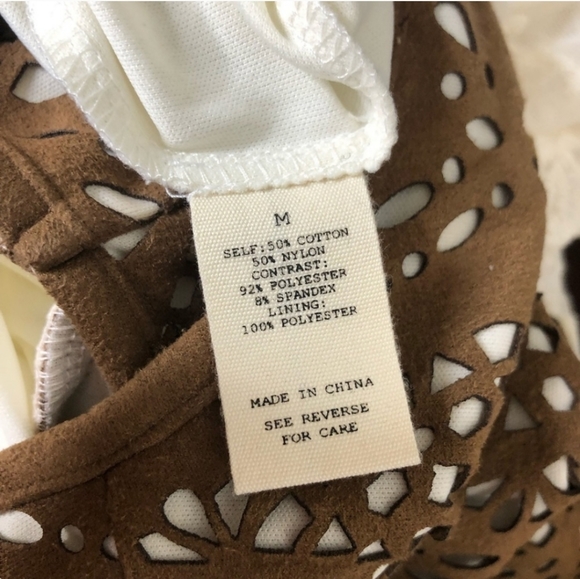 M
SELF: 50% COTTON
50% NYLON
CONTRAST:
92% POLYESTER
8% SPANDEX
LINING:
100% POLYESTER
MADE IN CHINA
SEE REVERSE
FOR CARE